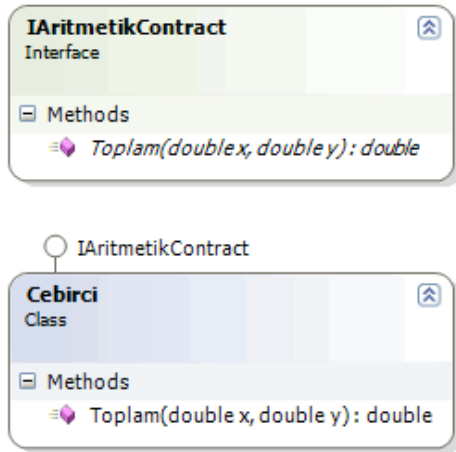 IAritmetikContract
Interface
Methods
Toplam(double x, double y) : double
IAritmetikContract
Cebirci
Class
Methods
Toplam(double x, double y) : double